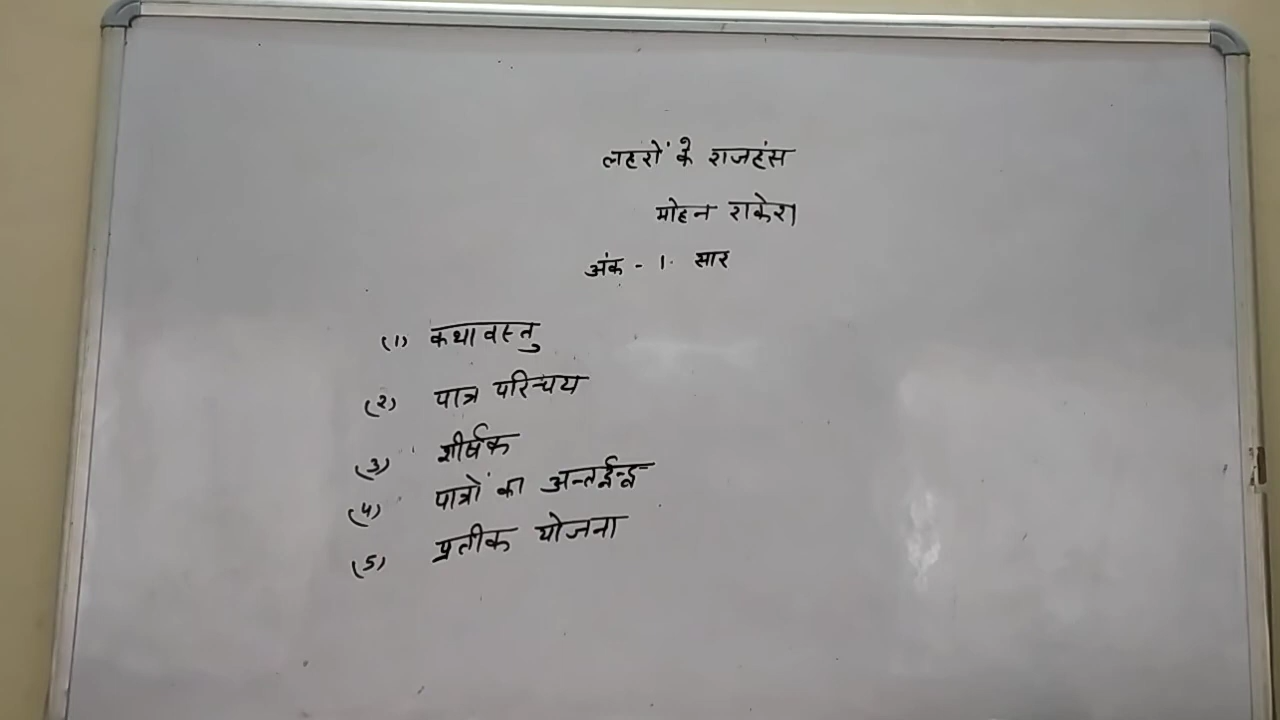 लहरों के राजहंस
मोहन राकेश
अंक - 1. सार
(1) कथावस्तु
(2) पात्र परिचय
(3) शीर्षक
(4) पात्रों का अन्तर्द्वन्द्व
(5) प्रतीक योजना